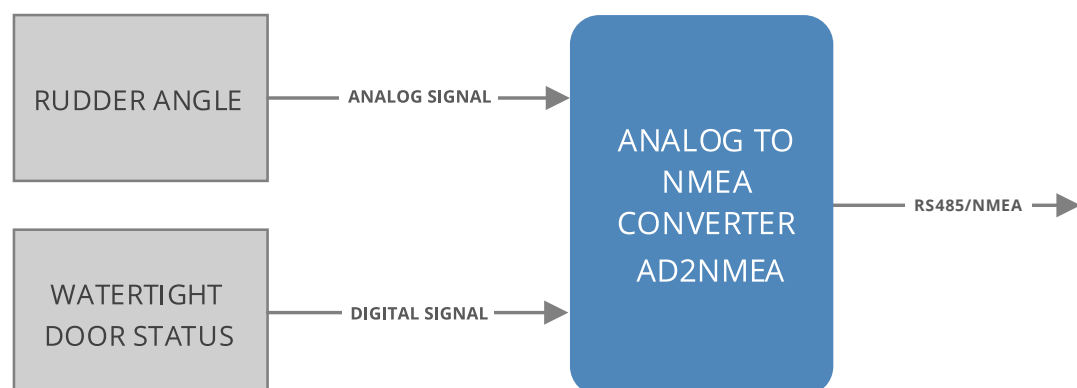 RUDDER ANGLE
ANALOG SIGNAL
ANALOG TO
NMEA
CONVERTER
AD2NMEA
RS485/NMEA
WATERTIGHT
DOOR STATUS
DIGITAL SIGNAL